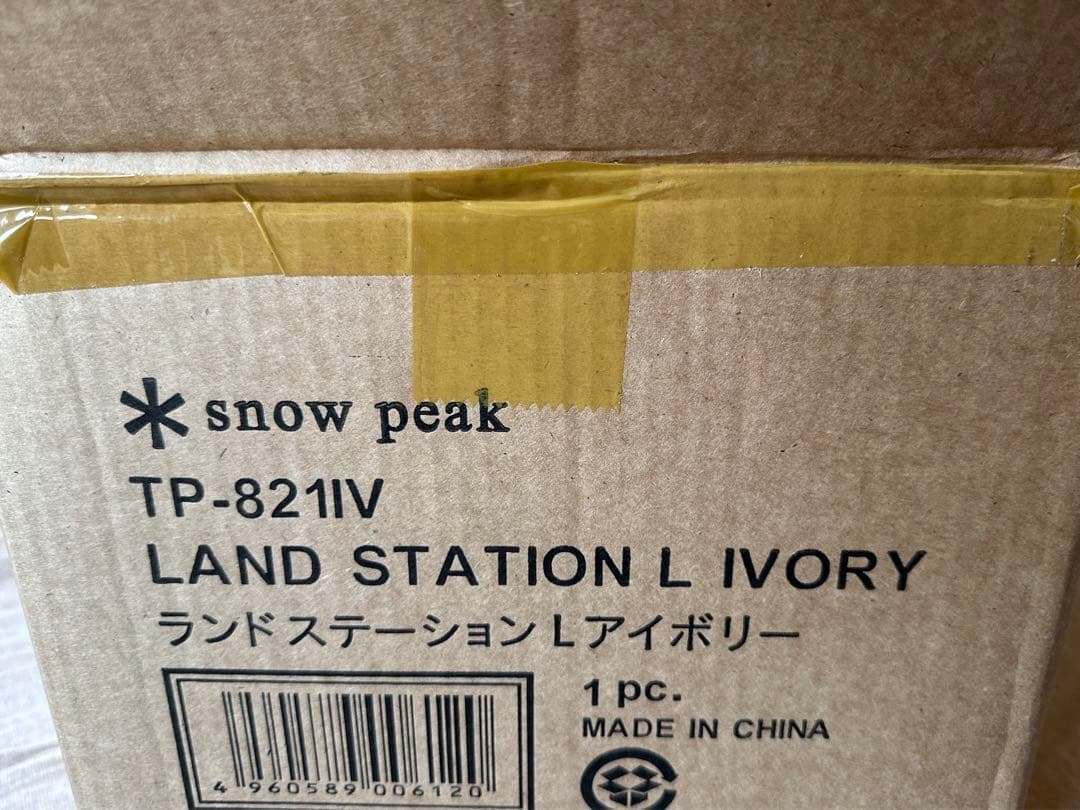 snow peak
TP-821IV
LAND STATION L IVORY
ランドステーション L アイボリー
1 pc.
MADE IN CHINA
4 960589 006120